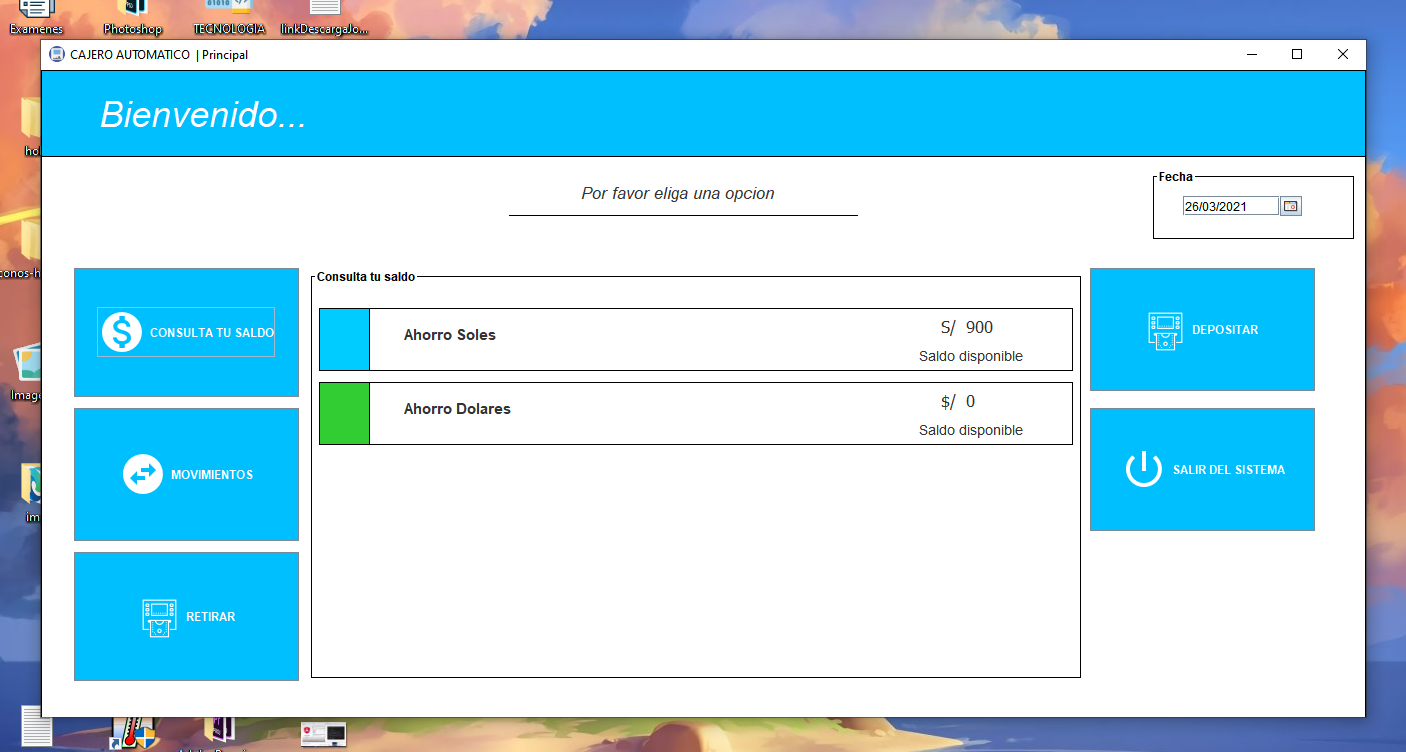 Examenes
Photoshop
TECNOLOGIA
linkDescargaJo...
CAJERO AUTOMATICO | Principal
Bienvenido...
Por favor eliga una opcion
Fecha
26/03/2021
CONSULTA TU SALDO
MOVIMIENTOS
RETIRAR
Consulta tu saldo
Ahorro Soles
S/ 900
Saldo disponible
Ahorro Dolares
$/ 0
Saldo disponible
DEPOSITAR
SALIR DEL SISTEMA